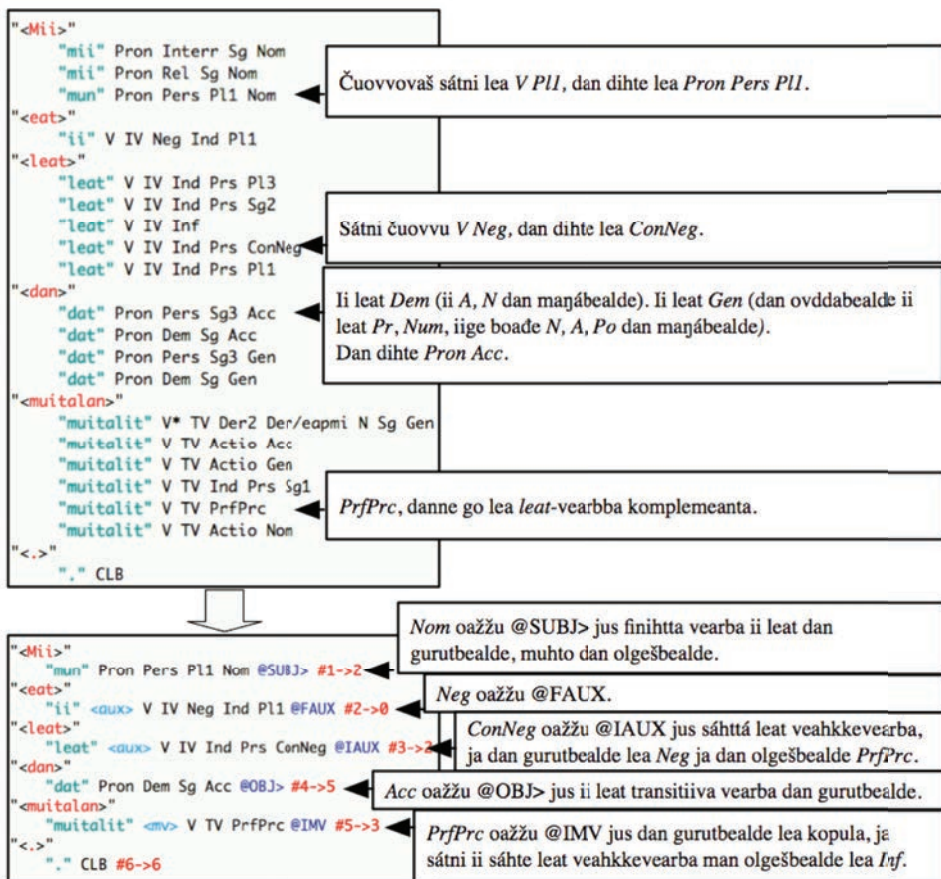 "<Mii>"
"mii" Pron Interr Sg Nom
"mii" Pron Rel Sg Nom
"mun" Pron Pers Pl1 Nom
Čuovvovaš sátni lea V Pl1, dan dihte lea Pron Pers Pl1.
"<eat>"
"ii" V IV Neg Ind Pl1
"<leat>"
"leat" V IV Ind Prs Pl3
"leat" V IV Ind Prs Sg2
"leat" V IV Inf
"leat" V IV Ind Prs ConNeg
"leat" V IV Ind Prs Pl1
Sátni čuovvu V Neg, dan dihte lea ConNeg.
"<dan>"
"dat" Pron Pers Sg3 Acc
"dat" Pron Dem Sg Acc
"dat" Pron Pers Sg3 Gen
"dat" Pron Dem Sg Gen
Ii leat Dem (ii A, N dan maŋábealde). Ii leat Gen (dan ovddabealde ii
leat Pr, Num, iige boađe N, A, Po dan maŋábealde).
Dan dihte Pron Acc.
"<muitalan>"
"muitalit" V* TV Der2 Der/eapmi N Sg Gen
"muitalit" V TV Actio Acc
"muitalit" V TV Actio Gen
"muitalit" V TV Ind Prs Sg1
"muitalit" V TV PrfPrc
"muitalit" V TV Actio Nom
PrfPrc, danne go lea leat-vearbba komplemeanta.
"<.>"
"." CLB
"<Mii>"
"mun" Pron Pers Pl1 Nom @SUBJ> #1->2
Nom oažžu @SUBJ> jus finihtta vearba ii leat dan
gurutbealde, muhto dan olgešbealde.
"<eat>"
"ii" <aux> V IV Neg Ind Pl1 @FAUX #2->0
Neg oažžu @FAUX.
"<leat>"
"leat" <aux> V IV Ind Prs ConNeg @IAUX #3->2
ConNeg oažžu @IAUX jus sáhttá leat veahkkevearba,
ja dan gurutbealde lea Neg ja dan olgešbealde PrfPrc.
"<dan>"
"dat" Pron Dem Sg Acc @OBJ> #4->5
Acc oažžu @OBJ> jus ii leat transitiiva vearba dan gurutbealde.
"<muitalan>"
"muitalit" <mv> V TV PrfPrc @IMV #5->3
PrfPrc oažžu @IMV jus dan gurutbealde lea kopula, ja
sátni ii sáhte leat veahkkevearba man olgešbealde lea Inf.
"<.>"
"." CLB #6->6